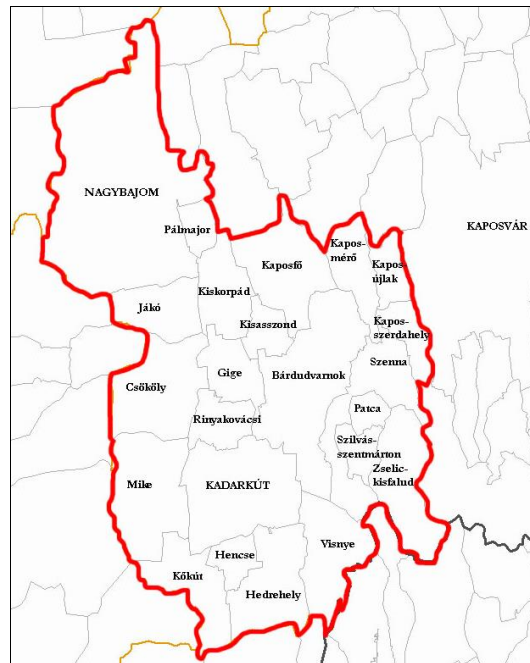 NAGYBAJOM
KAPOSVÁR
Pálmajor
Kapos-
mérő
Kaposfő
Kapos-
újlak
Kiskorpád
Jákó
Kisasszond
Kapos-
szerdahely
Szenna
Gige
Bárdudvarnok
Csököly
Patca
Rinyakovácsi
Szilvás-
szentmárton
Zselic-
kisfalud
Mike
KADARKÚT
Visnye
Hencse
Kőkút
Hedrehely